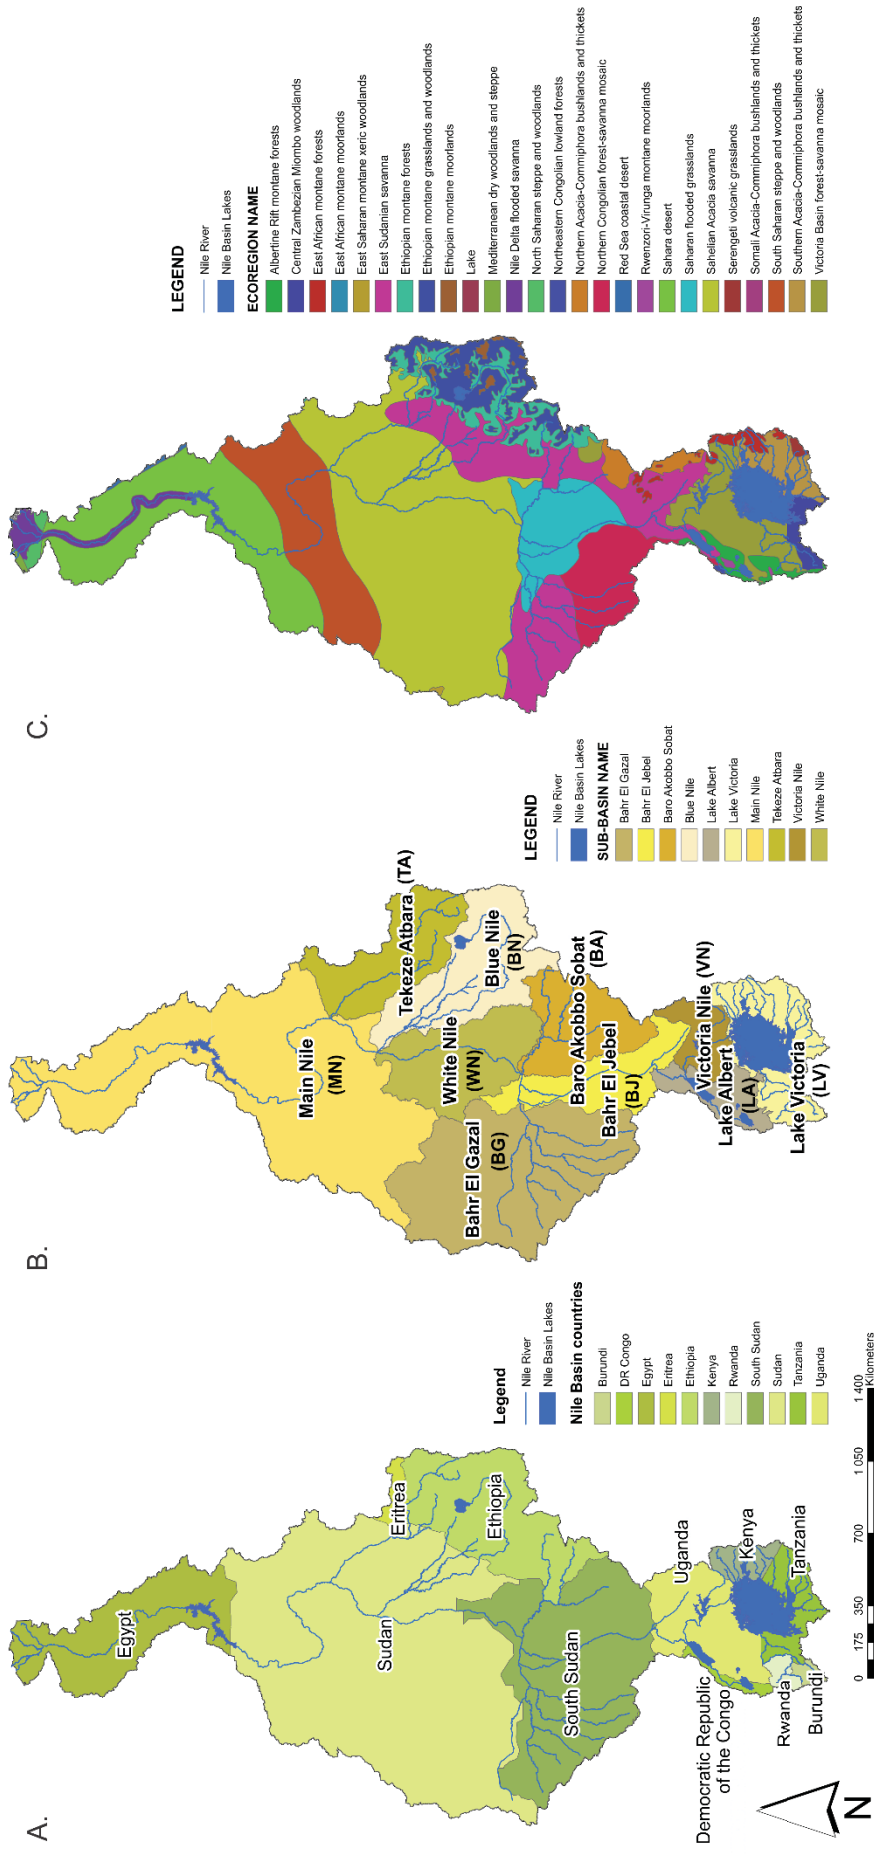 A.
Egypt
Sudan
Eritrea
Ethiopia
South Sudan
Uganda
Kenya
Democratic Republic
of the Congo
Rwanda
Burundi
Tanzania
Legend
Nile River
Nile Basin Lakes
Nile Basin countries
Burundi
DR Congo
Egypt
Eritrea
Ethiopia
Kenya
Rwanda
South Sudan
Sudan
Tanzania
Uganda
N
0 175 350 700 1 050 1 400
Kilometers
B.
Main Nile
(MN)
Tekeze Atbara (TA)
Blue Nile
(BN)
White Nile
(WN)
Bahr El Gazal
(BG)
Baro Akobbo Sobat
(BA)
Bahr El Jebel
(BJ)
Victoria Nile (VN)
Lake Albert
(LA)
Lake Victoria
(LV)
LEGEND
Nile River
Nile Basin Lakes
SUB-BASIN NAME
Bahr El Gazal
Bahr El Jebel
Baro Akobbo Sobat
Blue Nile
Lake Albert
Lake Victoria
Main Nile
Tekeze Atbara
Victoria Nile
White Nile
C.
LEGEND
Nile River
Nile Basin Lakes
ECOREGION NAME
Albertine Rift montane forests
Central Zambezian Miombo woodlands
East African montane forests
East African montane moorlands
East Saharan montane xeric woodlands
East Sudanian savanna
Ethiopian montane forests
Ethiopian montane grasslands and woodlands
Ethiopian montane moorlands
Lake
Mediterranean dry woodlands and steppe
Nile Delta flooded savanna
North Saharan steppe and woodlands
Northeastern Congolian lowland forests
Northern Acacia-Commiphora bushlands and thickets
Northern Congolian forest-savanna mosaic
Red Sea coastal desert
Rwenzori-Virunga montane moorlands
Sahara desert
Saharan flooded grasslands
Sahelian Acacia savanna
Serengeti volcanic grasslands
Somali Acacia-Commiphora bushlands and thickets
South Saharan steppe and woodlands
Southern Acacia-Commiphora bushlands and thickets
Victoria Basin forest-savanna mosaic